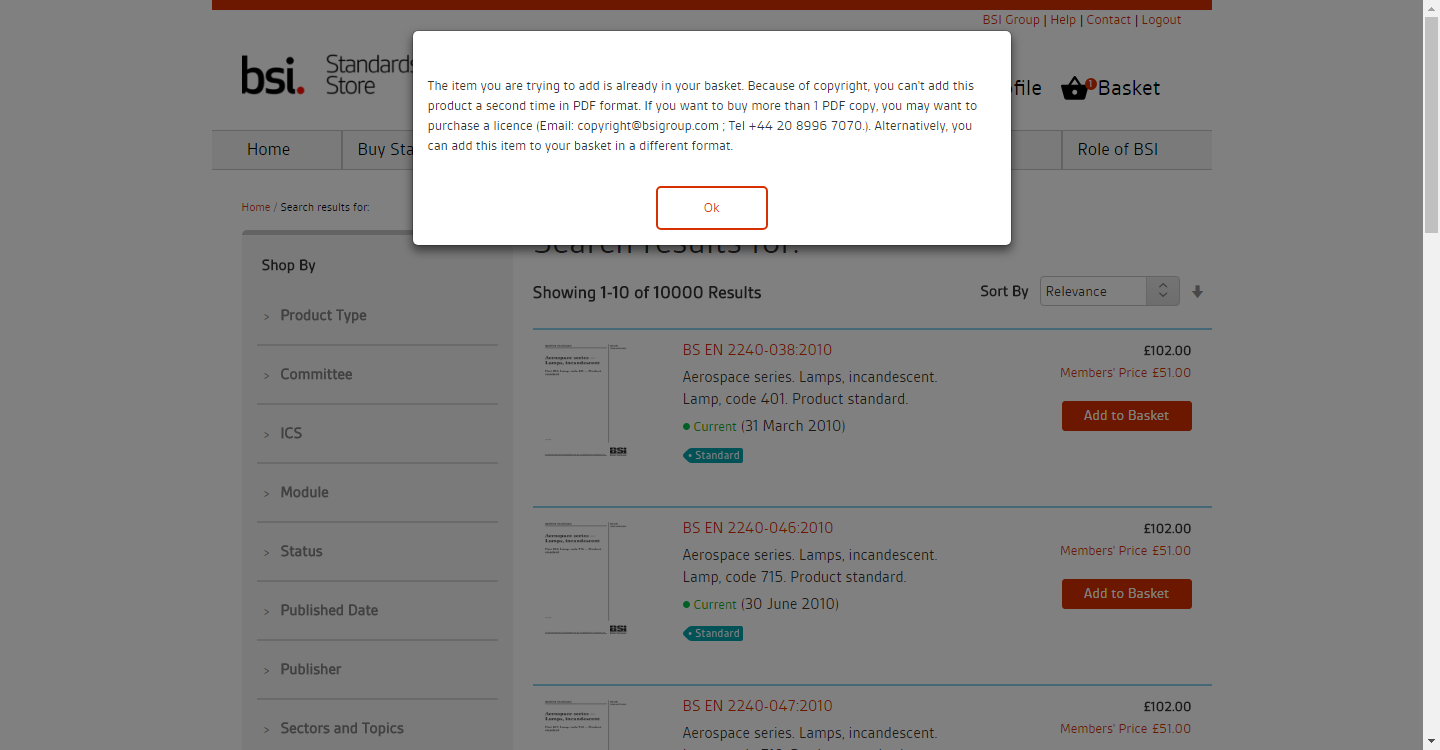 BSI Group | Help | Contact | Logout
bsi.
Standards
Store
ofile
1
Basket
The item you are trying to add is already in your basket. Because of copyright, you can't add this
product a second time in PDF format. If you want to buy more than 1 PDF copy, you may want to
purchase a licence (Email: copyright@bsigroup.com ; Tel +44 20 8996 7070.). Alternatively, you
can add this item to your basket in a different format.
Ok
Home
Buy Sta
Role of BSI
Home / Search results for:
Search results for:
Shop By
> Product Type
> Committee
> ICS
> Module
> Status
> Published Date
> Publisher
> Sectors and Topics
Showing 1-10 of 10000 Results
Sort By Relevance
Aerospace series —
Lamps, incandescent
BSI
BS EN 2240-038:2010
Aerospace series. Lamps, incandescent.
Lamp, code 401. Product standard.
Current (31 March 2010)
Standard
£102.00
Members' Price £51.00
Add to Basket
Aerospace series —
Lamps, incandescent
BSI
BS EN 2240-046:2010
Aerospace series. Lamps, incandescent.
Lamp, code 715. Product standard.
Current (30 June 2010)
Standard
£102.00
Members' Price £51.00
Add to Basket
Aerospace series —
Lamps, incandescent
BS EN 2240-047:2010
Aerospace series. Lamps, incandescent.
£102.00
Members' Price £51.00